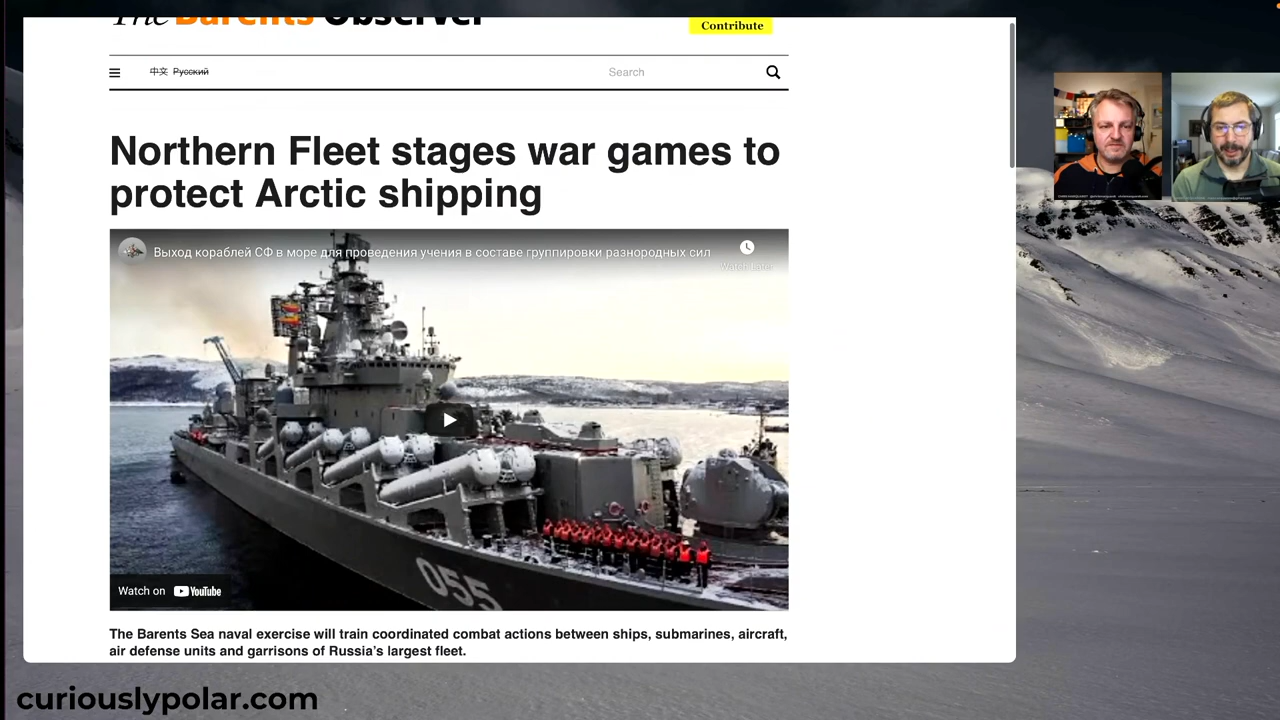 The Barents Observer
Contribute
中文 Русский
Search
Northern Fleet stages war games to
protect Arctic shipping
Выход кораблей СФ в море для проведения учения в составе группировки разнородных сил
Watch later
055
Watch on YouTube
The Barents Sea naval exercise will train coordinated combat actions between ships, submarines, aircraft,
air defense units and garrisons of Russia's largest fleet.
curiouslypolar.com